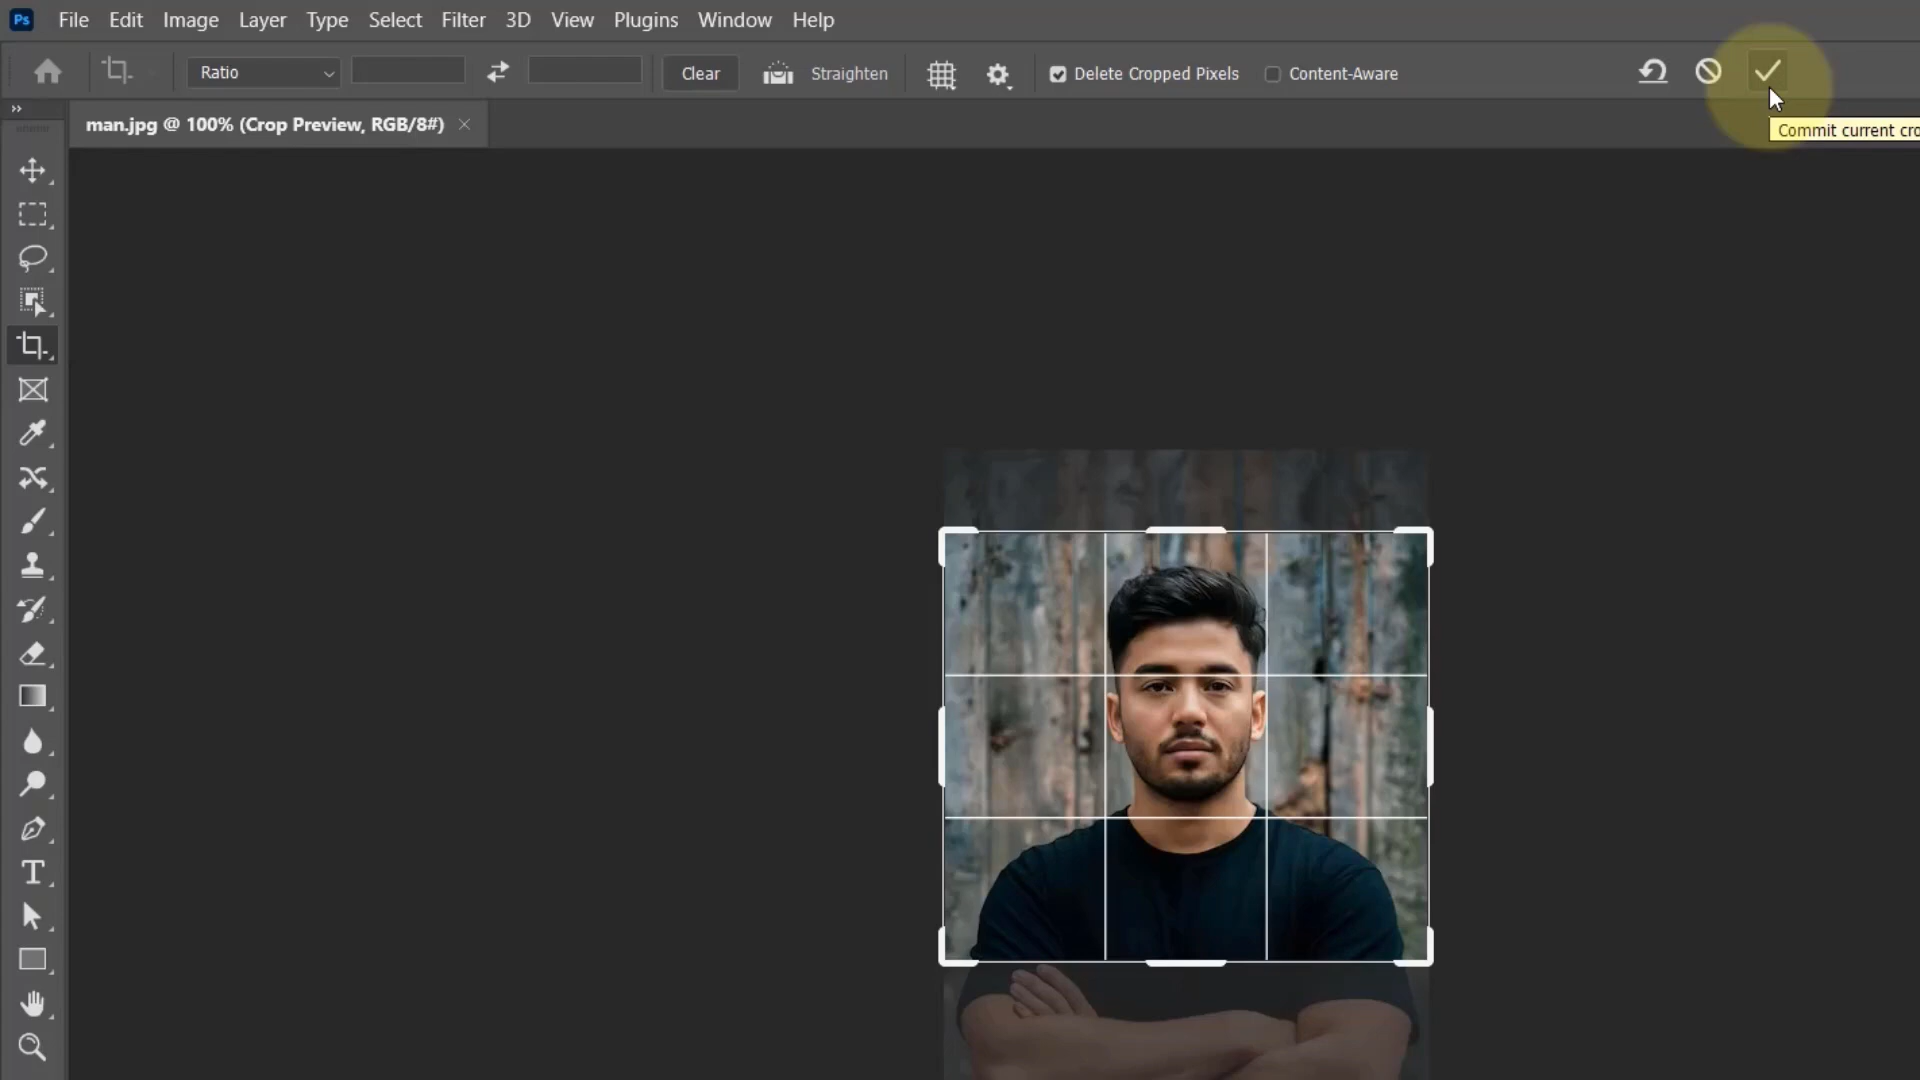 Ps File Edit Image Layer Type Select Filter 3D View Plugins Window Help
Ratio Clear Straighten Delete Cropped Pixels Content-Aware
Commit current cro
man.jpg @ 100% (Crop Preview, RGB/8#)